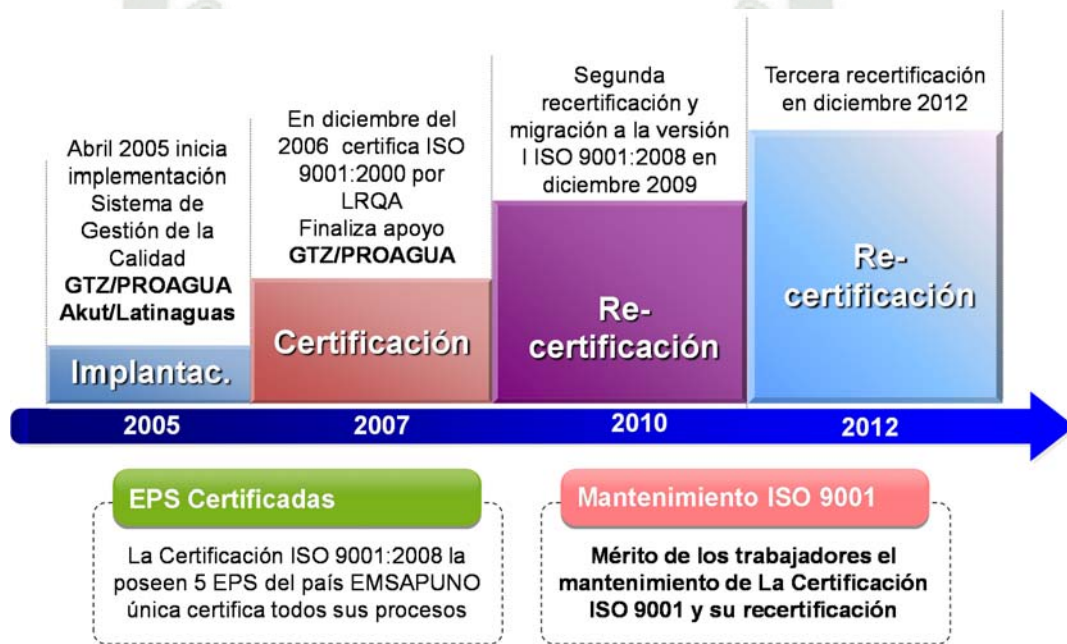 Abril 2005 inicia
implementación
Sistema de
Gestión de la
Calidad
GTZ/PROAGUA
Akut/Latinaguas
En diciembre del
2006 certifica ISO
9001:2000 por
LRQA
Finaliza apoyo
GTZ/PROAGUA
Segunda
recertificación y
migración a la versión
I ISO 9001:2008 en
diciembre 2009
Tercera recertificación
en diciembre 2012
Implantac.
Certificación
Re-
certificación
Re-
certificación
2005
2007
2010
2012
EPS Certificadas
La Certificación ISO 9001:2008 la
poseen 5 EPS del país EMSAPUNO
única certifica todos sus procesos
Mantenimiento ISO 9001
Mérito de los trabajadores el
mantenimiento de La Certificación
ISO 9001 y su recertificación